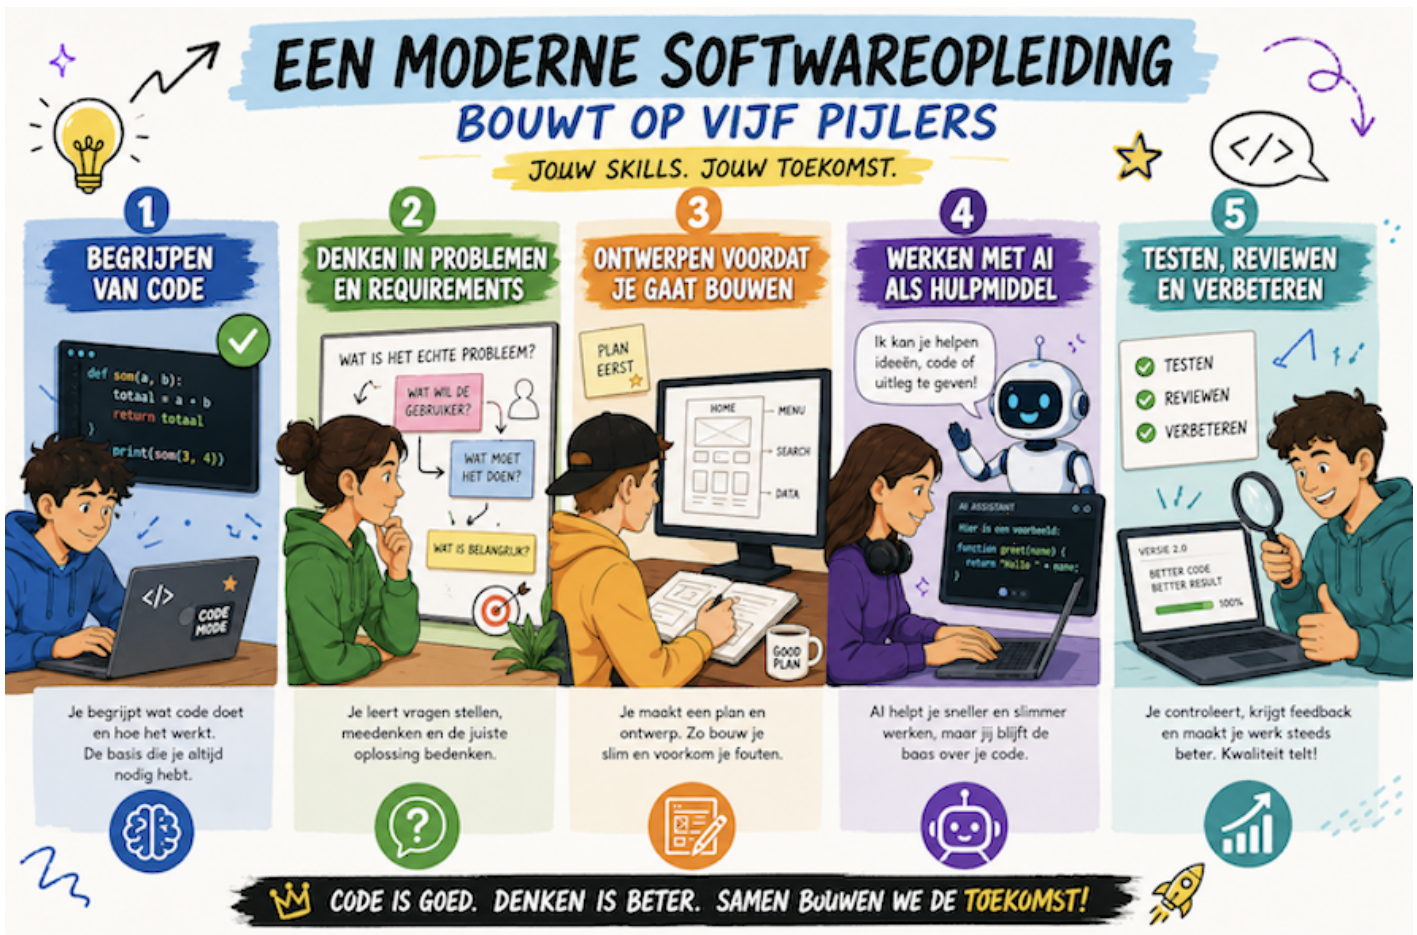 EEN MODERNE SOFTWAREOPLEIDING
BOUWT OP VIJF PIJLERS
JOUW SKILLS. JOUW TOEKOMST.
</>
1
BEGRIJPEN
VAN CODE
def som(a, b):
totaal = a + b
return totaal
}
print(som(3, 4))
</>
CODE
MODE
Je begrijpt wat code doet
en hoe het werkt.
De basis die je altijd
nodig hebt.
2
DENKEN IN PROBLEMEN
EN REQUIREMENTS
WAT IS HET ECHTE PROBLEEM?
WAT WIL DE
GEBRUIKER?
WAT MOET
HET DOEN?
WAT IS BELANGRIJK?
Je leert vragen stellen,
meedenken en de juiste
oplossing bedenken.
?
3
ONTWERPEN VOORDAT
JE GAAT BOUWEN
PLAN
EERST
HOME
MENU
SEARCH
DATA
GOOD
PLAN
Je maakt een plan en
ontwerp. Zo bouw je
slim en voorkom je fouten.
4
WERKEN MET AI
ALS HULPMIDDEL
Ik kan je helpen
ideeën, code of
uitleg te geven!
AI ASSISTANT
Hier is een voorbeeld:
function greet(name) {
return "Hallo " + name;
}
AI helpt je sneller en slimmer
werken, maar jij blijft de
baas over je code.
5
TESTEN, REVIEWEN
EN VERBETEREN
TESTEN
REVIEWEN
VERBETEREN
VERSIE 2.0
BETTER CODE
BETTER RESULT
100%
Je controleert, krijgt feedback
en maakt je werk steeds
beter. Kwaliteit telt!
CODE IS GOED. DENKEN IS BETER. SAMEN BOUWEN WE DE TOEKOMST!